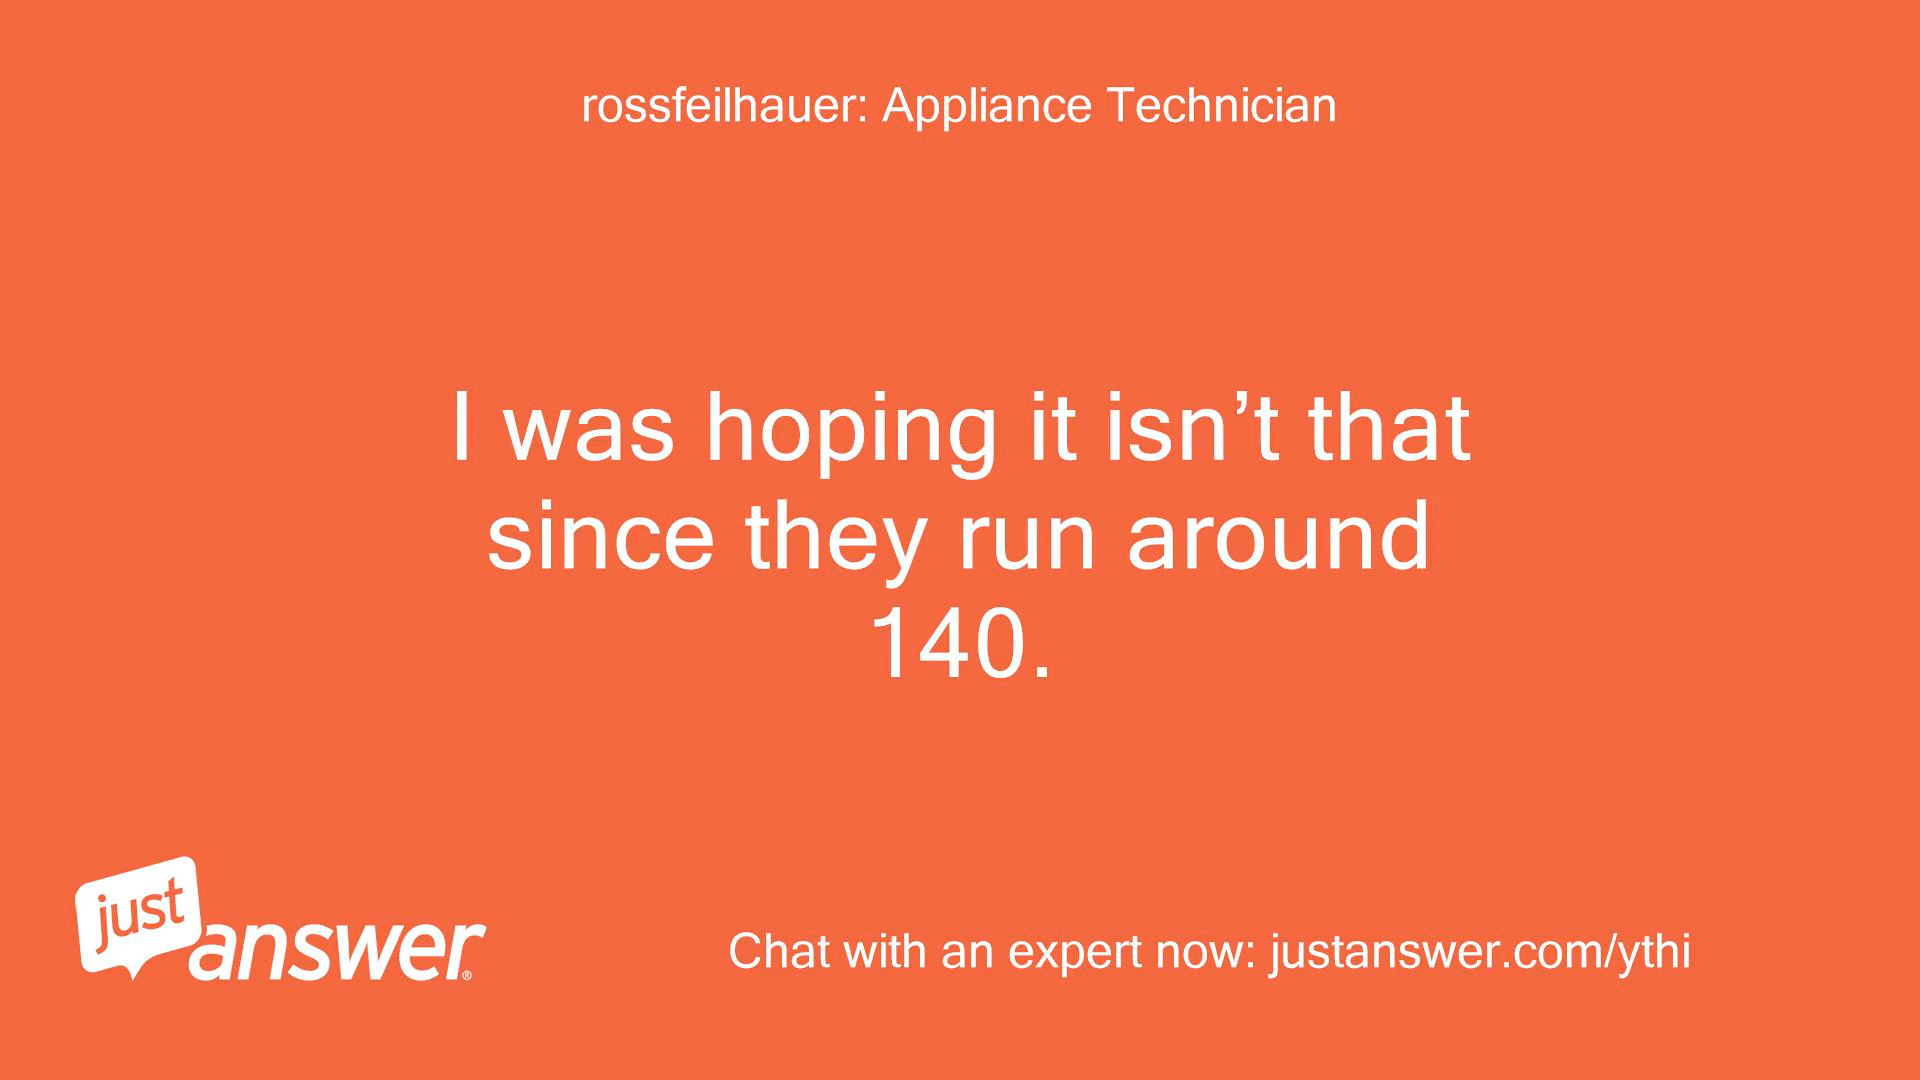 rossfeilhauer: Appliance Technician
I was hoping it isn’t that
since they run around
140.
just
answer®
Chat with an expert now: justanswer.com/ythi